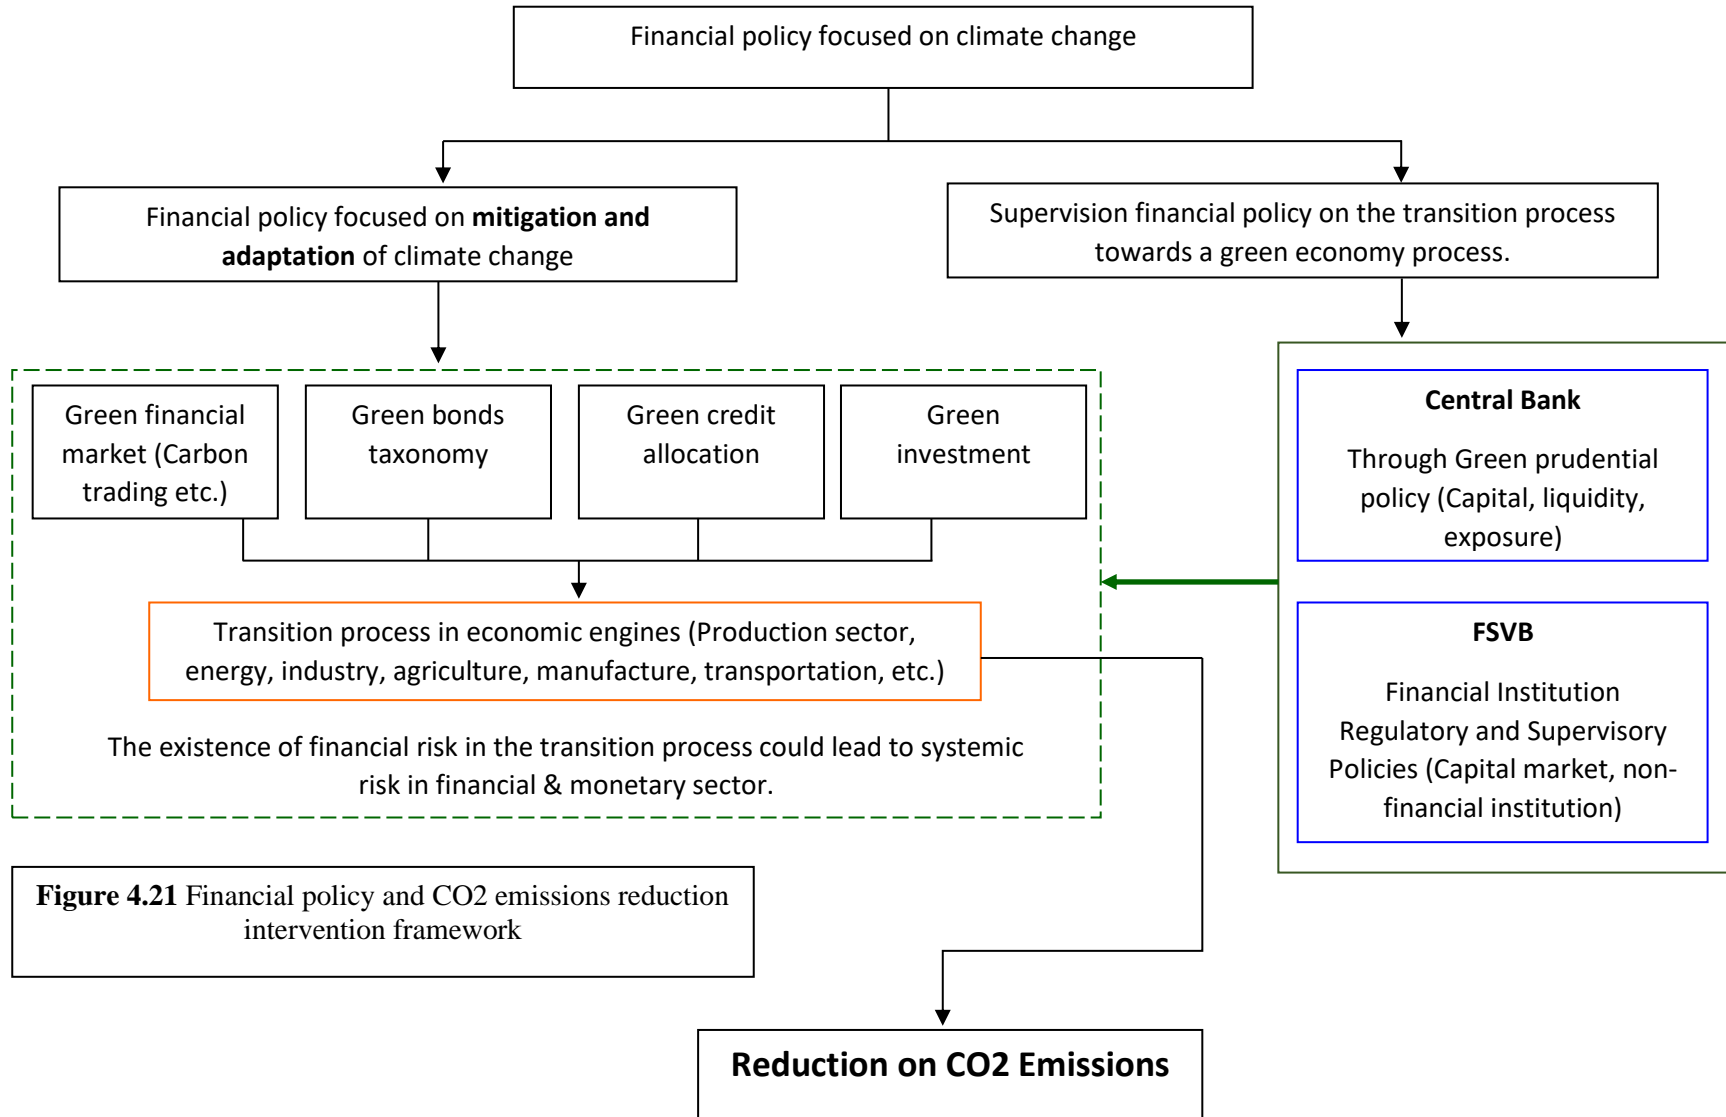 Financial policy focused on climate change
Financial policy focused on mitigation and
adaptation of climate change
Supervision financial policy on the transition process
towards a green economy process.
Green financial
market (Carbon
trading etc.)
Green bonds
taxonomy
Green credit
allocation
Green
investment
Transition process in economic engines (Production sector,
energy, industry, agriculture, manufacture, transportation, etc.)
The existence of financial risk in the transition process could lead to systemic
risk in financial & monetary sector.
Central Bank
Through Green prudential
policy (Capital, liquidity,
exposure)
FSVB
Financial Institution
Regulatory and Supervisory
Policies (Capital market, non-
financial institution)
Figure 4.21 Financial policy and CO2 emissions reduction
intervention framework
Reduction on CO2 Emissions